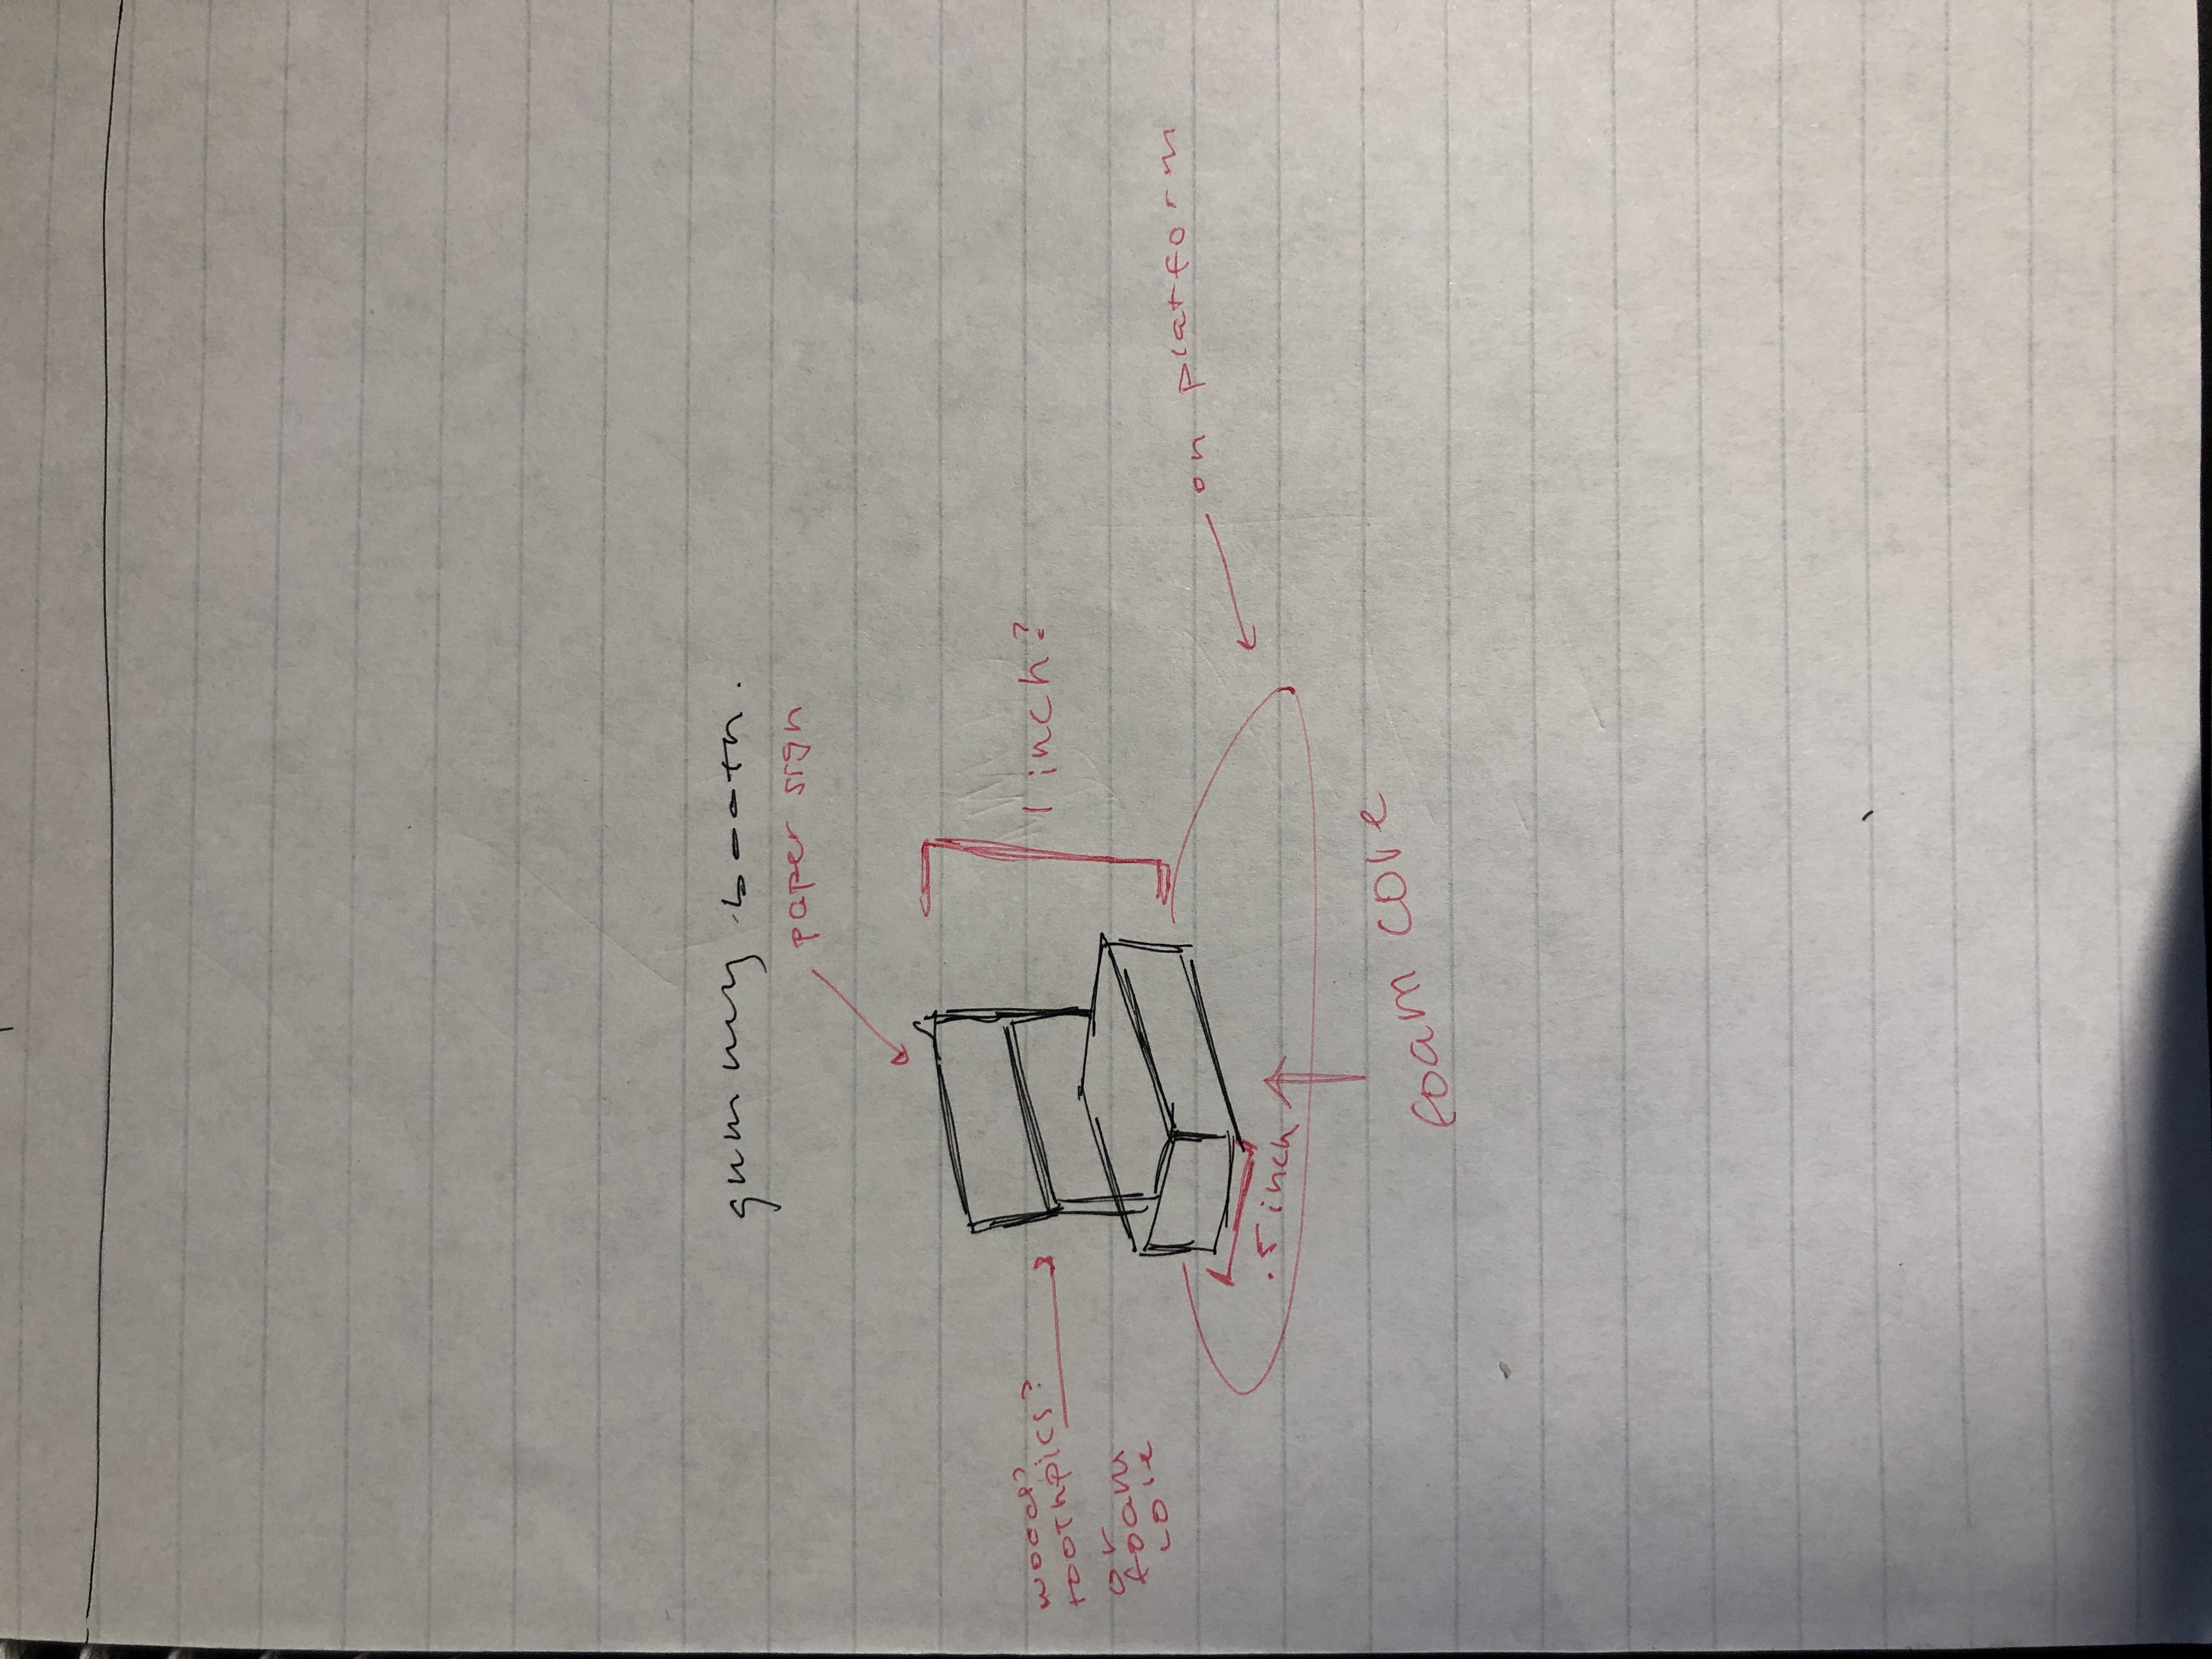 gummy booth.
paper sign
1 inch?
wood?
toothpics?
or
foam
core
on platform
.5 inch
foam core